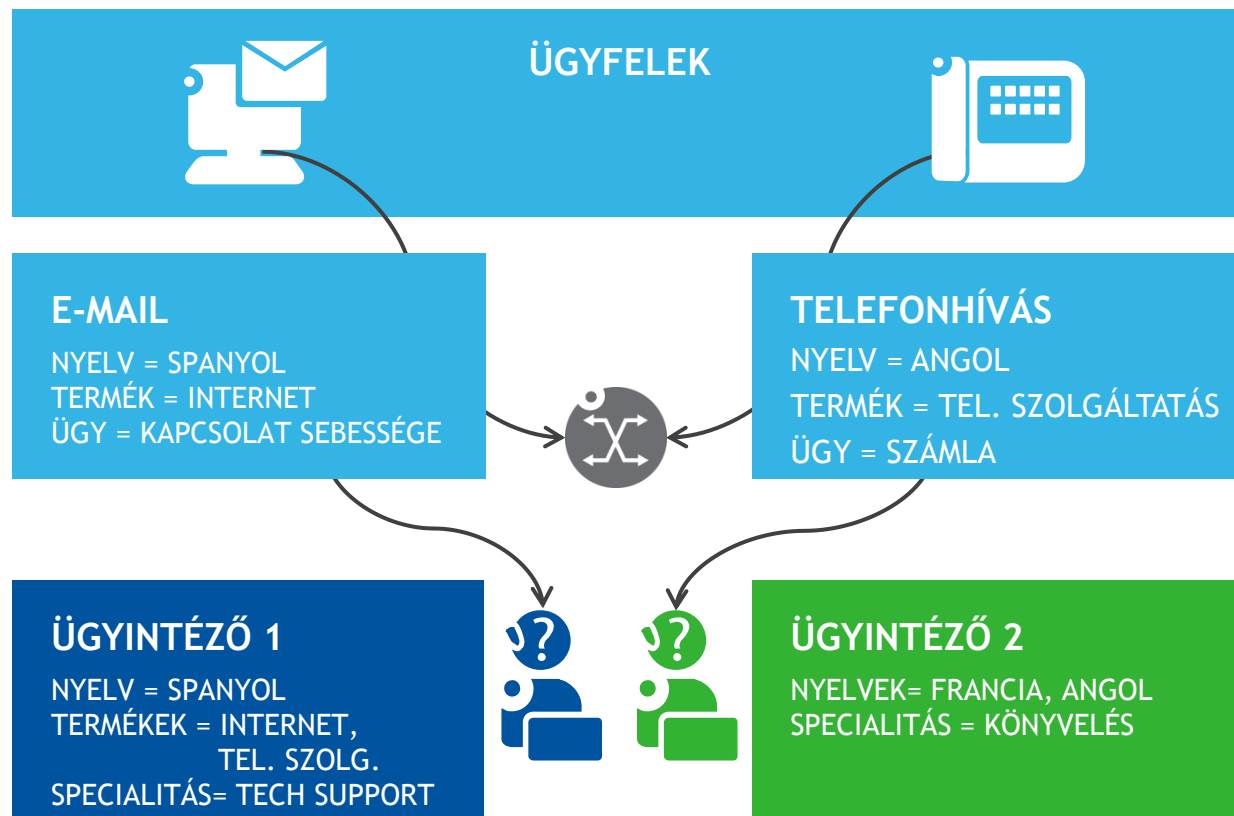 ÜGYFELEK
E-MAIL
NYELV = SPANYOL
TERMÉK = INTERNET
ÜGY = KAPCSOLAT SEBESSÉGE
TELEFONHÍVÁS
NYELV = ANGOL
TERMÉK = TEL. SZOLGÁLTATÁS
ÜGY = SZÁMLA
ÜGYINTÉZŐ 1
NYELV = SPANYOL
TERMÉKEK = INTERNET,
TEL. SZOLG.
SPECIALITÁS= TECH SUPPORT
?
?
ÜGYINTÉZŐ 2
NYELVEK= FRANCIA, ANGOL
SPECIALITÁS = KÖNYVELÉS